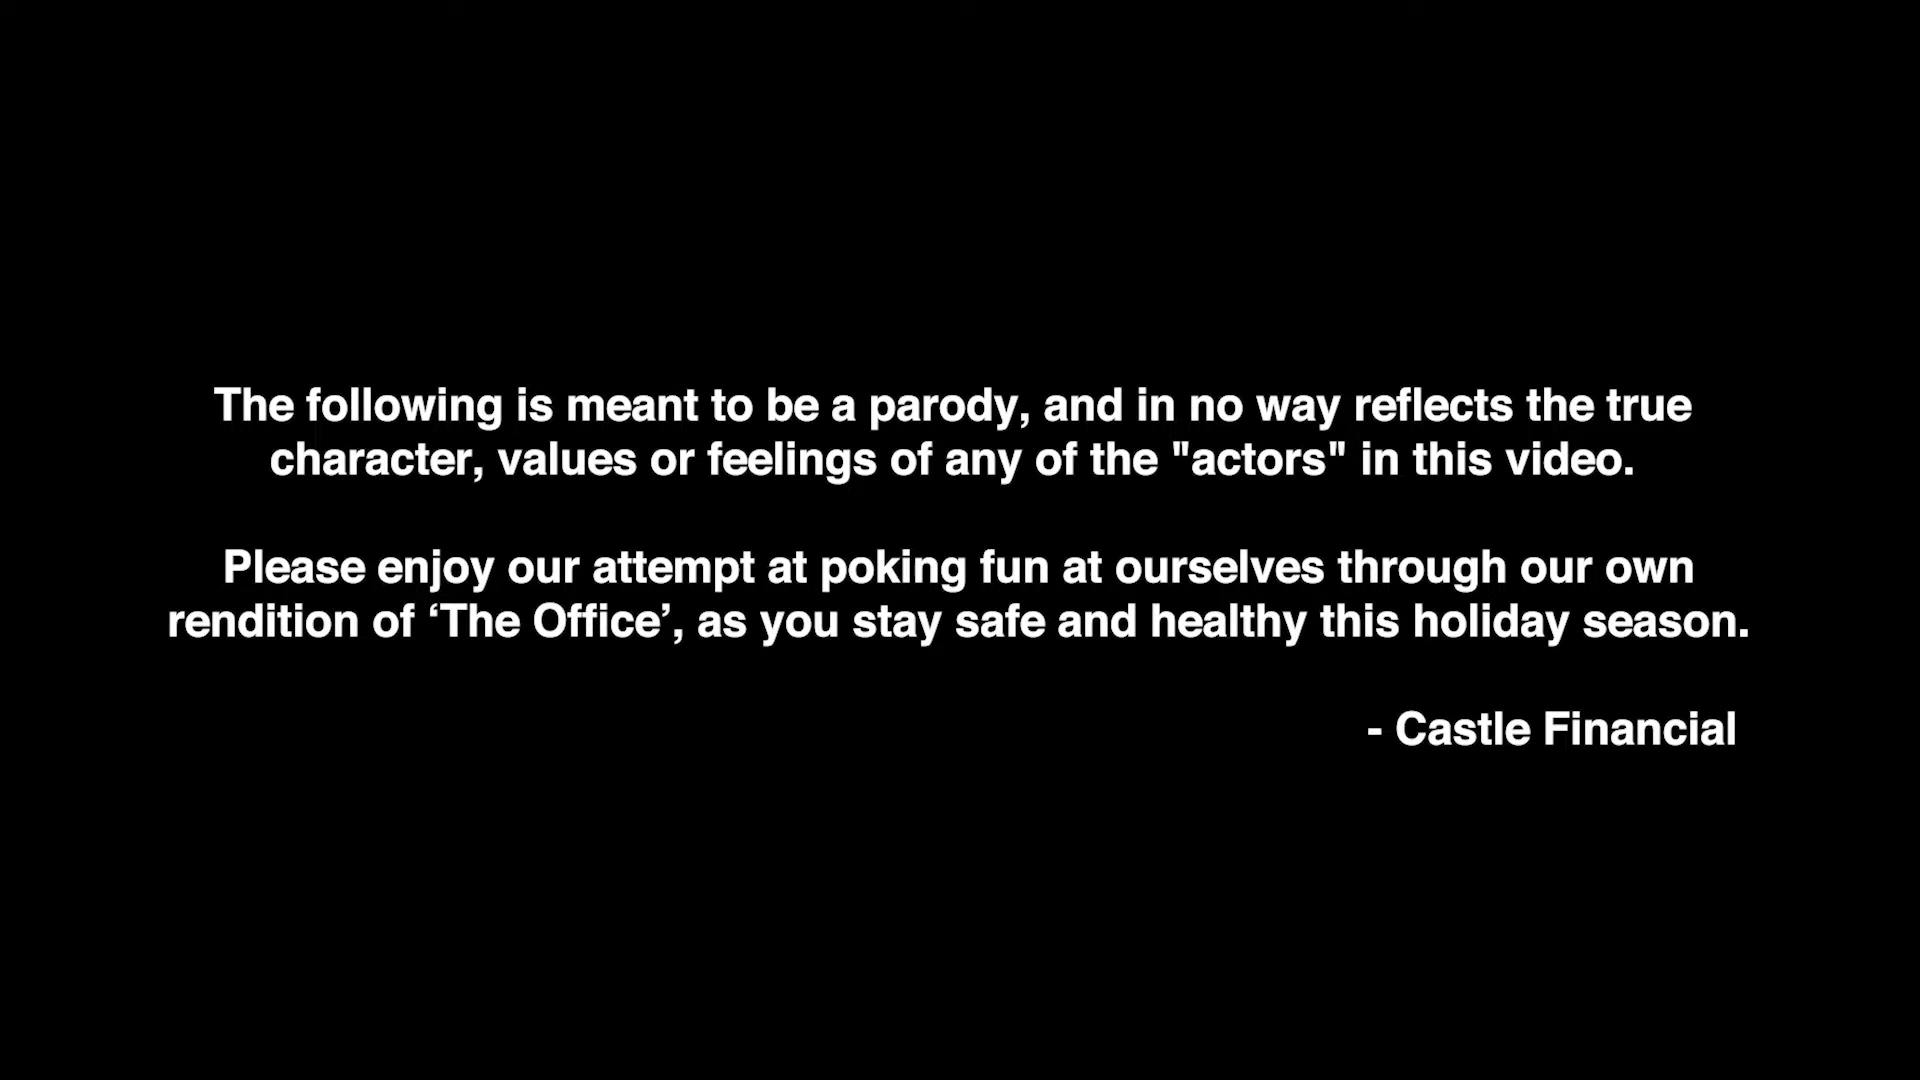 The following is meant to be a parody, and in no way reflects the true
character, values or feelings of any of the "actors" in this video.
Please enjoy our attempt at poking fun at ourselves through our own
rendition of ‘The Office’, as you stay safe and healthy this holiday season.
- Castle Financial